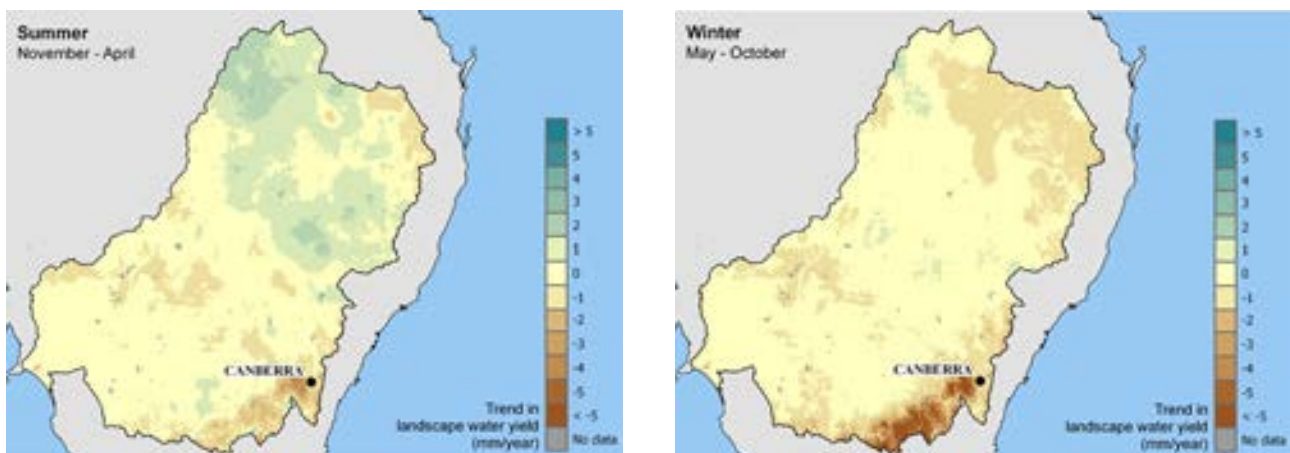 Summer
November - April
> 5
5
4
3
2
1
0
-1
-2
-3
-4
-5
< -5
No data
CANBERRA
Trend in
landscape water yield
(mm/year)
Winter
May - October
> 5
5
4
3
2
1
0
-1
-2
-3
-4
-5
< -5
No data
CANBERRA
Trend in
landscape water yield
(mm/year)